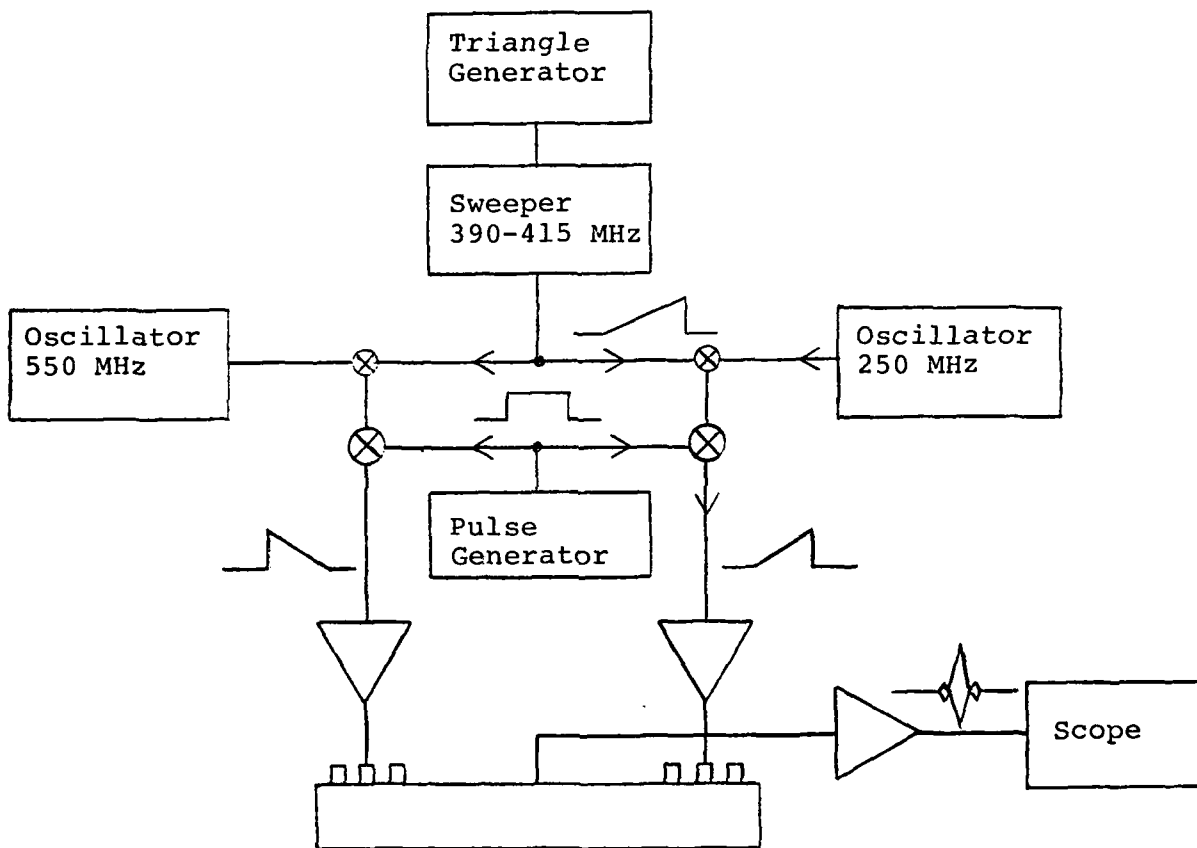 Triangle
Generator
Sweeper
390-415 MHz
Oscillator
550 MHz
Oscillator
250 MHz
Pulse
Generator
Scope